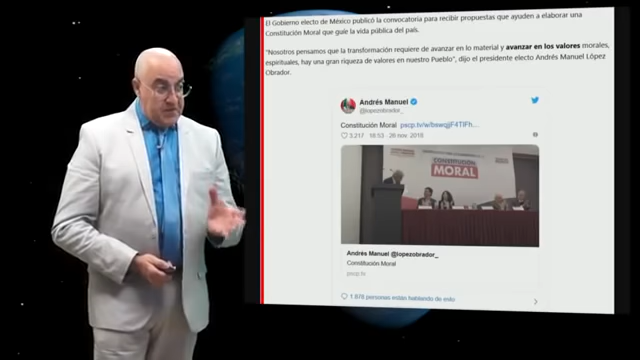 El Gobierno electo de México publicó la convocatoria para recibir propuestas que ayuden a elaborar una
Constitución Moral que guíe la vida pública del país.
"Nosotros pensamos que la transformación requiere de avanzar en lo material y avanzar en los valores morales,
espirituales, hay una gran riqueza de valores en nuestro Pueblo", dijo el presidente electo Andrés Manuel López
Obrador.
Andrés Manuel
@lopezobrador_
Constitución Moral
3,217 18:53 - 26 nov. 2018
CONSTITUCIÓN
MORAL
Andrés Manuel @lopezobrador_
Constitución Moral
pscp.tv
1 878 personas están hablando de esto